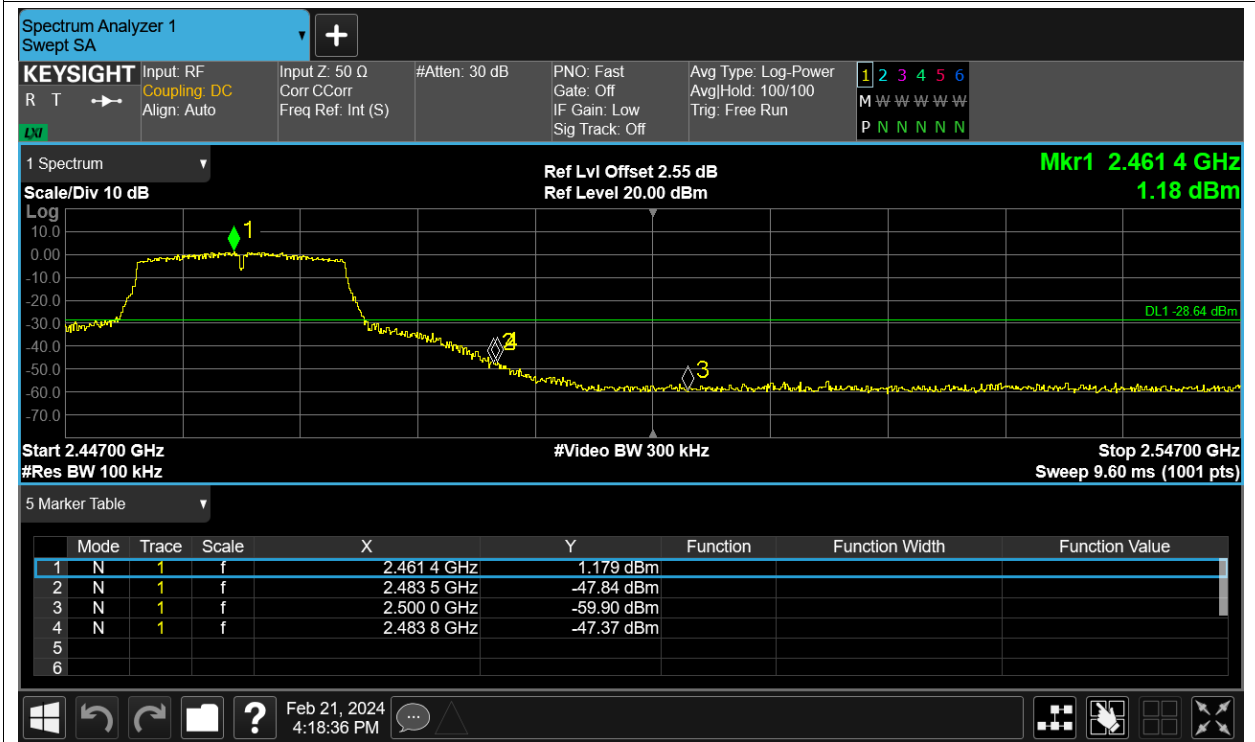 Spectrum Analyzer 1
Swept SA
+
KEYSIGHT Input: RF Input Z: 50 Ω #Atten: 30 dB PNO: Fast Avg Type: Log-Power 1 2 3 4 5 6
R T Coupling: DC Corr CCorr Gate: Off Avg|Hold: 100/100 M W W W W W
Align: Auto Freq Ref: Int (S) IF Gain: Low Trig: Free Run
LXI Sig Track: Off P N N N N N
1 Spectrum Ref Lvl Offset 2.55 dB Mkr1 2.461 4 GHz
Scale/Div 10 dB Ref Level 20.00 dBm 1.18 dBm
Log
10.0 1
0.00
-10.0
-20.0
DL1 -28.64 dBm
-30.0
-40.0 2 4
-50.0 3
-60.0
-70.0
Start 2.44700 GHz #Video BW 300 kHz Stop 2.54700 GHz
#Res BW 100 kHz Sweep 9.60 ms (1001 pts)
5 Marker Table
Mode Trace Scale X Y Function Function Width Function Value
1 N 1 f 2.461 4 GHz 1.179 dBm
2 N 1 f 2.483 5 GHz -47.84 dBm
3 N 1 f 2.500 0 GHz -59.90 dBm
4 N 1 f 2.483 8 GHz -47.37 dBm
5
6
? Feb 21, 2024
4:18:36 PM